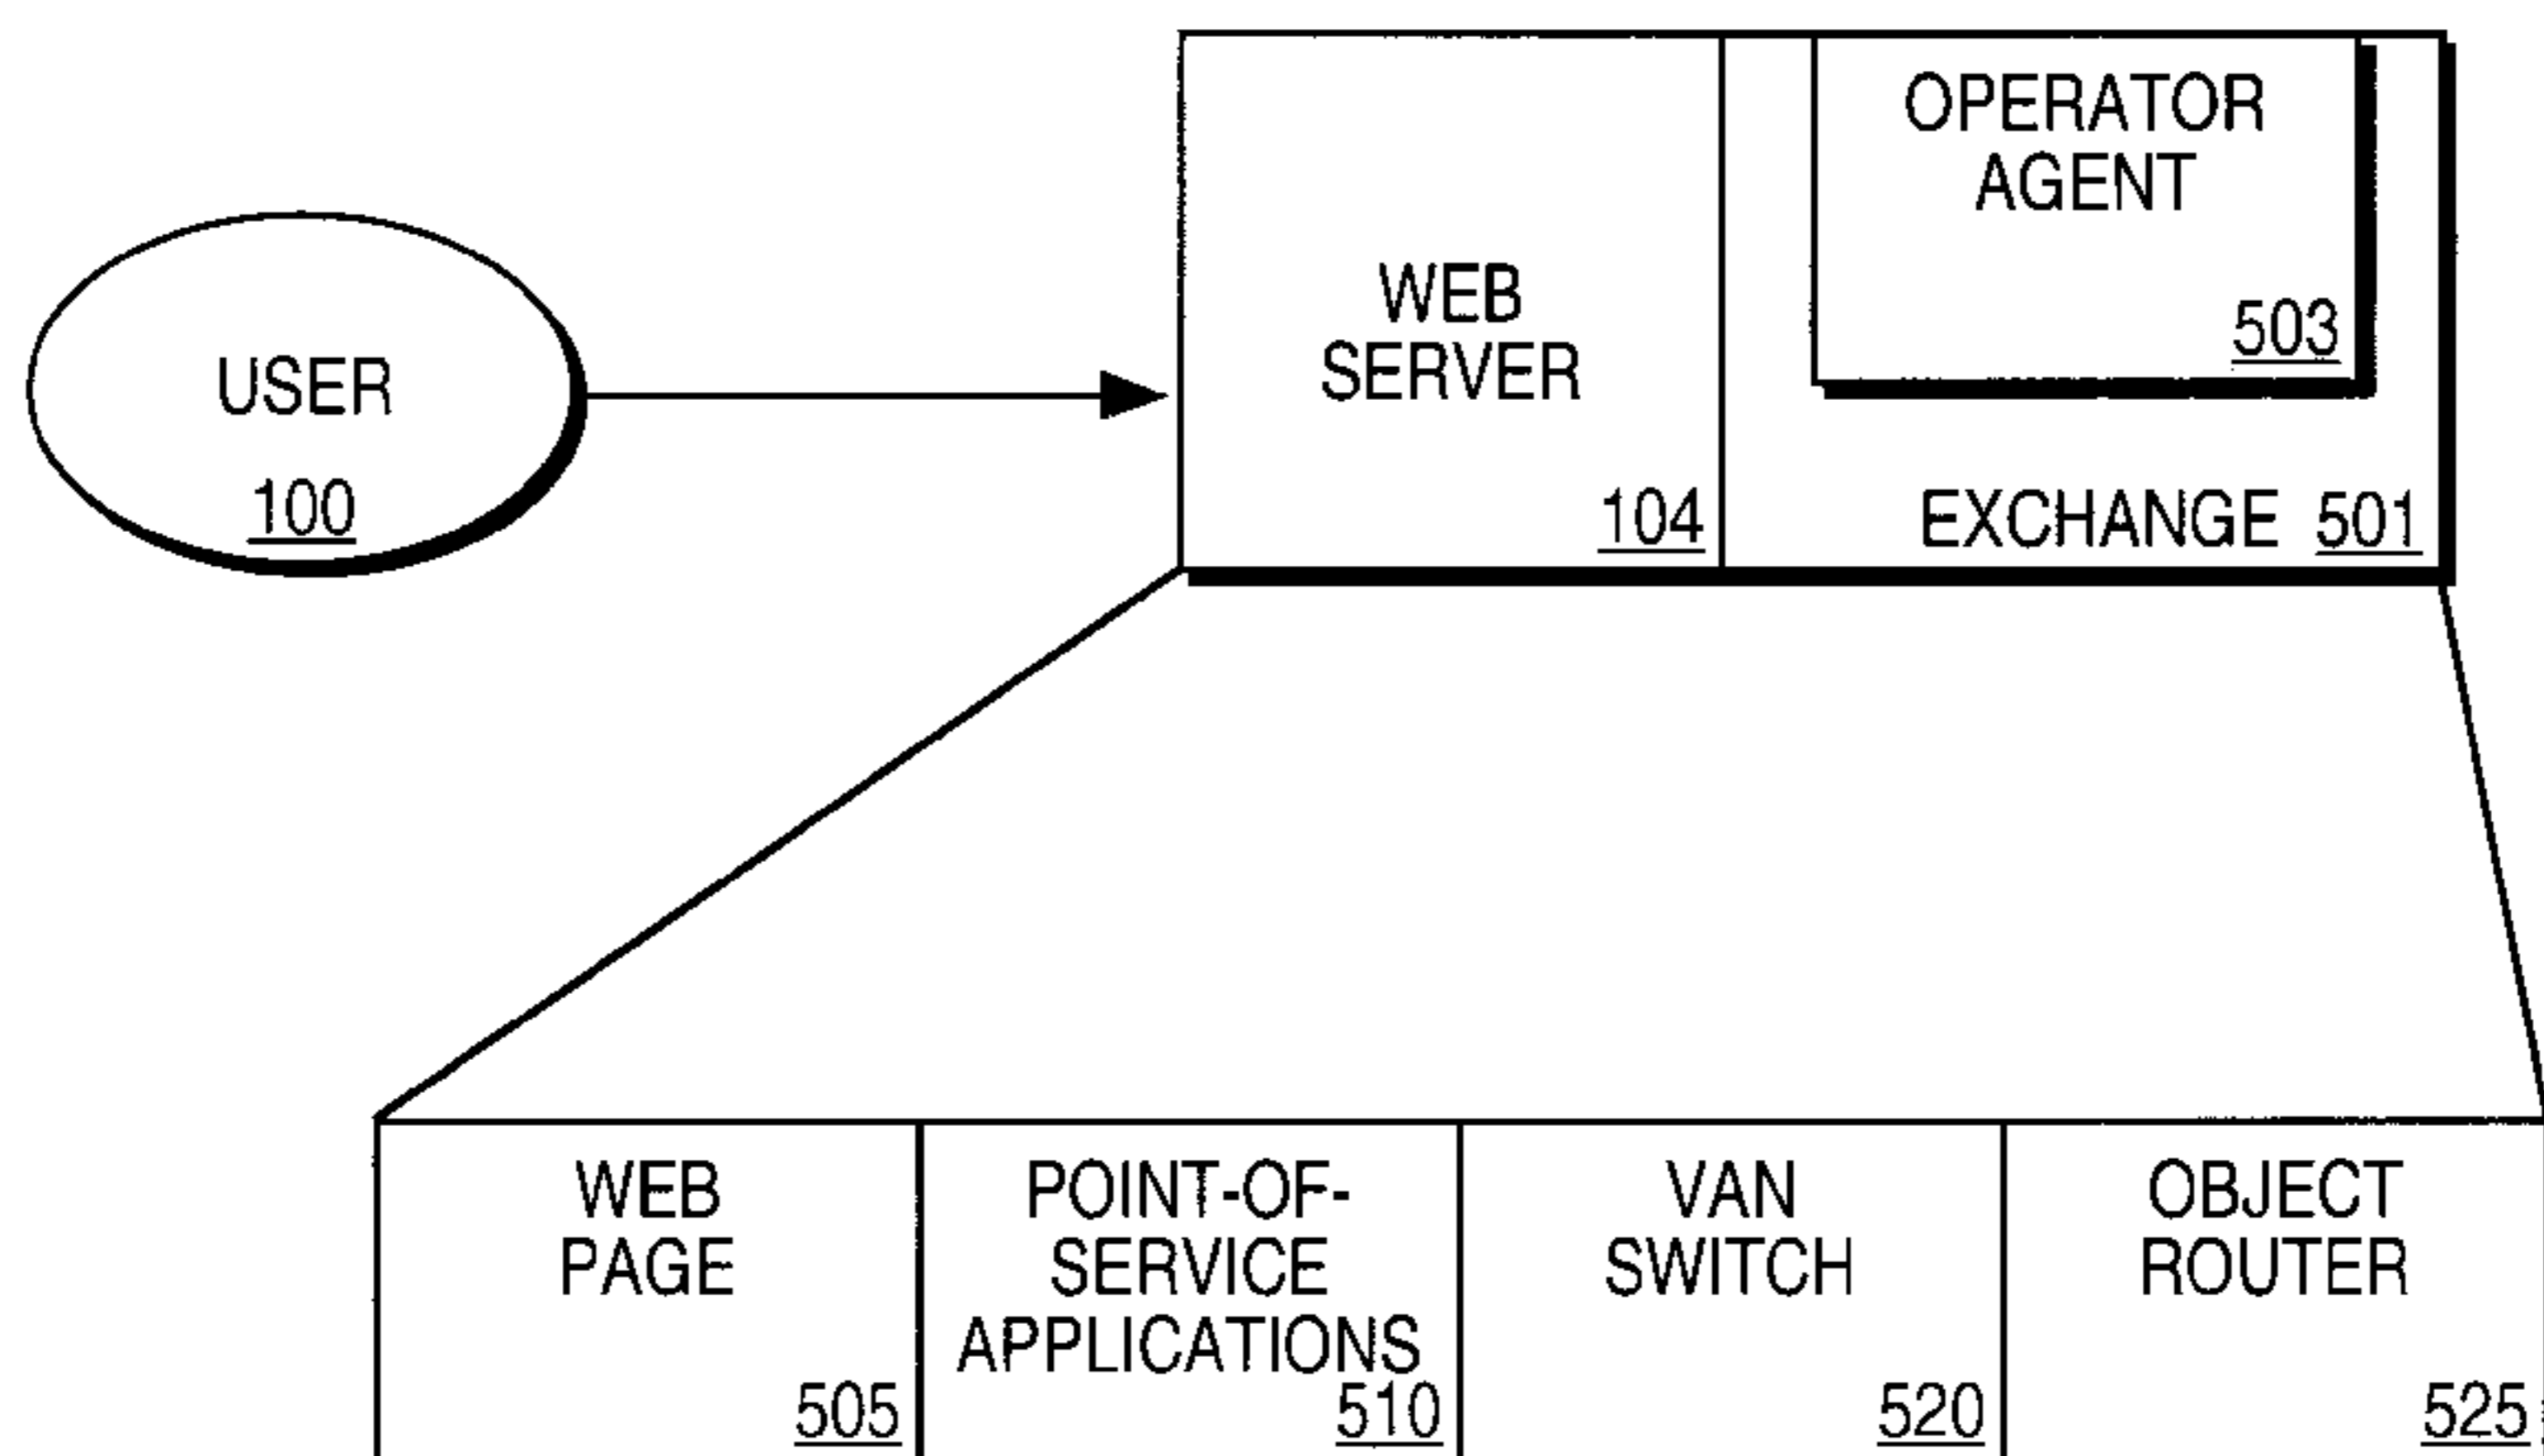 USER
100
WEB
SERVER
104
OPERATOR
AGENT
503
EXCHANGE 501
WEB
PAGE
505
POINT-OF-
SERVICE
APPLICATIONS
510
VAN
SWITCH
520
OBJECT
ROUTER
525